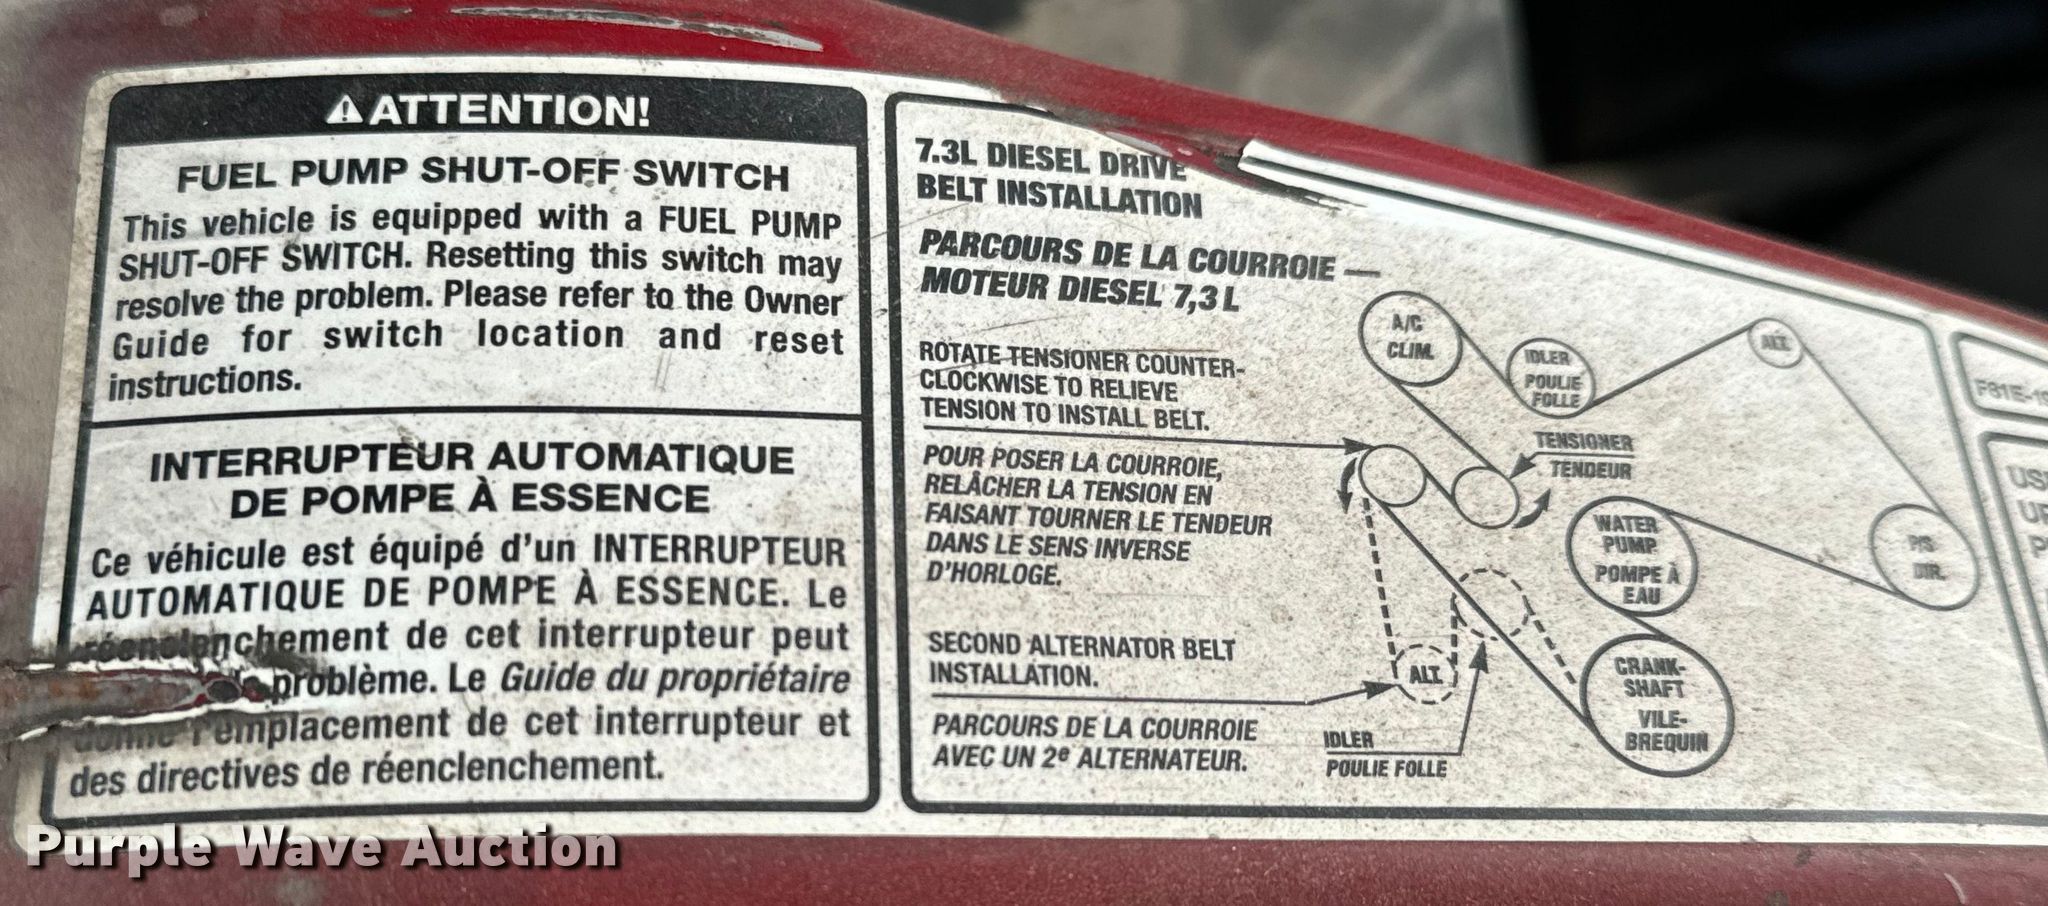 ATTENTION!
FUEL PUMP SHUT-OFF SWITCH
This vehicle is equipped with a FUEL PUMP
SHUT-OFF SWITCH. Resetting this switch may
resolve the problem. Please refer to the Owner
Guide for switch location and reset
instructions.
INTERRUPTEUR AUTOMATIQUE
DE POMPE À ESSENCE
Ce véhicule est équipé d'un INTERRUPTEUR
AUTOMATIQUE DE POMPE À ESSENCE. Le
réenclenchement de cet interrupteur peut
problème. Le Guide du propriétaire
donne l'emplacement de cet interrupteur et
des directives de réenclenchement.
7.3L DIESEL DRIVE
BELT INSTALLATION
PARCOURS DE LA COURROIE —
MOTEUR DIESEL 7,3 L
ROTATE TENSIONER COUNTER-
CLOCKWISE TO RELIEVE
TENSION TO INSTALL BELT.
POUR POSER LA COURROIE,
RELÂCHER LA TENSION EN
FAISANT TOURNER LE TENDEUR
DANS LE SENS INVERSE
D'HORLOGE.
SECOND ALTERNATOR BELT
INSTALLATION.
PARCOURS DE LA COURROIE
AVEC UN 2e ALTERNATEUR.
A/C
CLIM.
IDLER
POULIE
FOLLE
ALT.
TENSIONER
TENDEUR
WATER
PUMP
POMPE À
EAU
P/S
DIR.
CRANK-
SHAFT
VILE-
BREQUIN
ALT.
IDLER
POULIE FOLLE
Purple Wave Auction